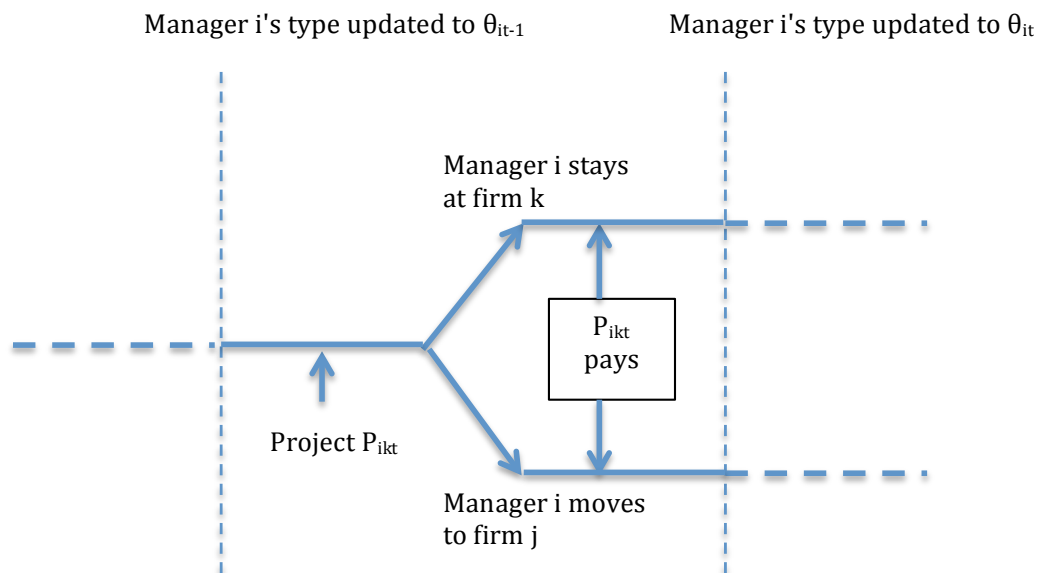 Manager i's type updated to θit-1
Manager i's type updated to θit
Manager i stays
at firm k
Pikt
pays
Project Pikt
Manager i moves
to firm j